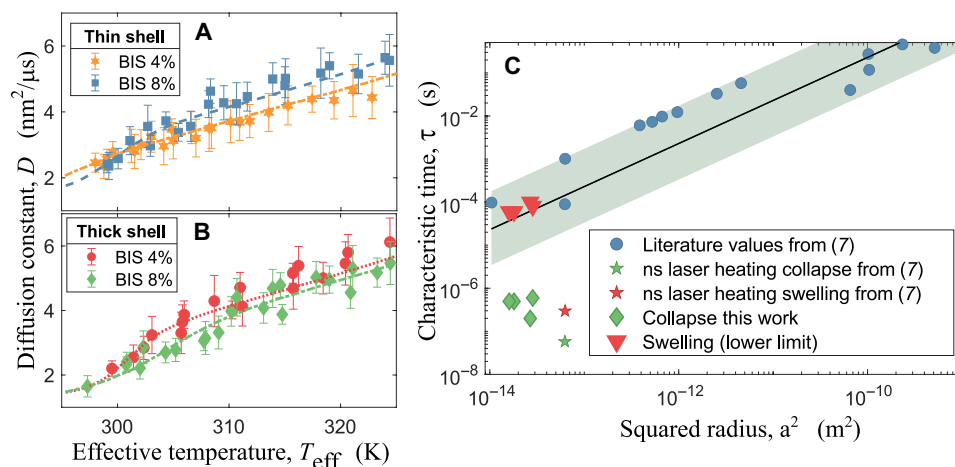 Thin shell
BIS 4%
BIS 8%
A
Thick shell
BIS 4%
BIS 8%
B
Diffusion constant, D (nm²/μs)
6
4
2
6
4
2
300
310
320
Effective temperature, T_eff (K)
C
Characteristic time, τ (s)
10⁻²
10⁻⁴
10⁻⁶
10⁻⁸
Literature values from (7)
ns laser heating collapse from (7)
ns laser heating swelling from (7)
Collapse this work
Swelling (lower limit)
10⁻¹⁴
10⁻¹²
10⁻¹⁰
10⁻⁸
Squared radius, a² (m²)